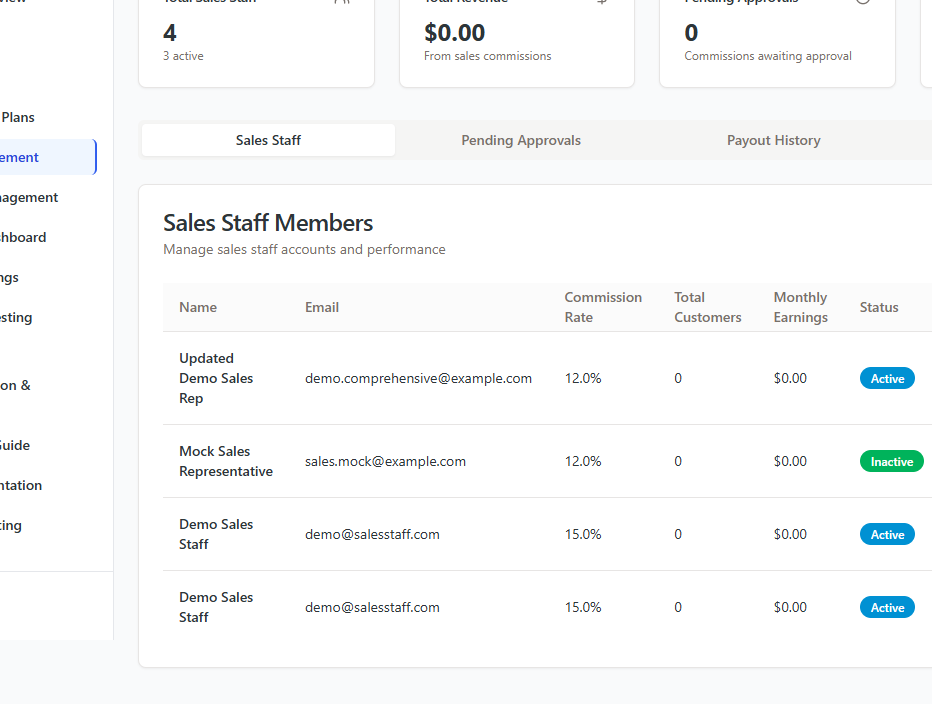 4
3 active
$0.00
From sales commissions
0
Commissions awaiting approval
Plans
ement
nagement
hboard
ngs
esting
on &
Guide
ntation
ting
Sales Staff
Pending Approvals
Payout History
Sales Staff Members
Manage sales staff accounts and performance
Name
Email
Commission
Rate
Total
Customers
Monthly
Earnings
Status
Updated
Demo Sales
Rep
demo.comprehensive@example.com
12.0%
0
$0.00
Active
Mock Sales
Representative
sales.mock@example.com
12.0%
0
$0.00
Inactive
Demo Sales
Staff
demo@salesstaff.com
15.0%
0
$0.00
Active
Demo Sales
Staff
demo@salesstaff.com
15.0%
0
$0.00
Active